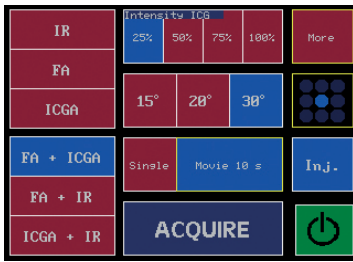 IR
FA
ICGA
FA + ICGA
FA + IR
ICGA + IR
Intensity ICG
25% 50% 75% 100%
15° 20° 30°
Single Movie 10 s
ACQUIRE
More
Inj.